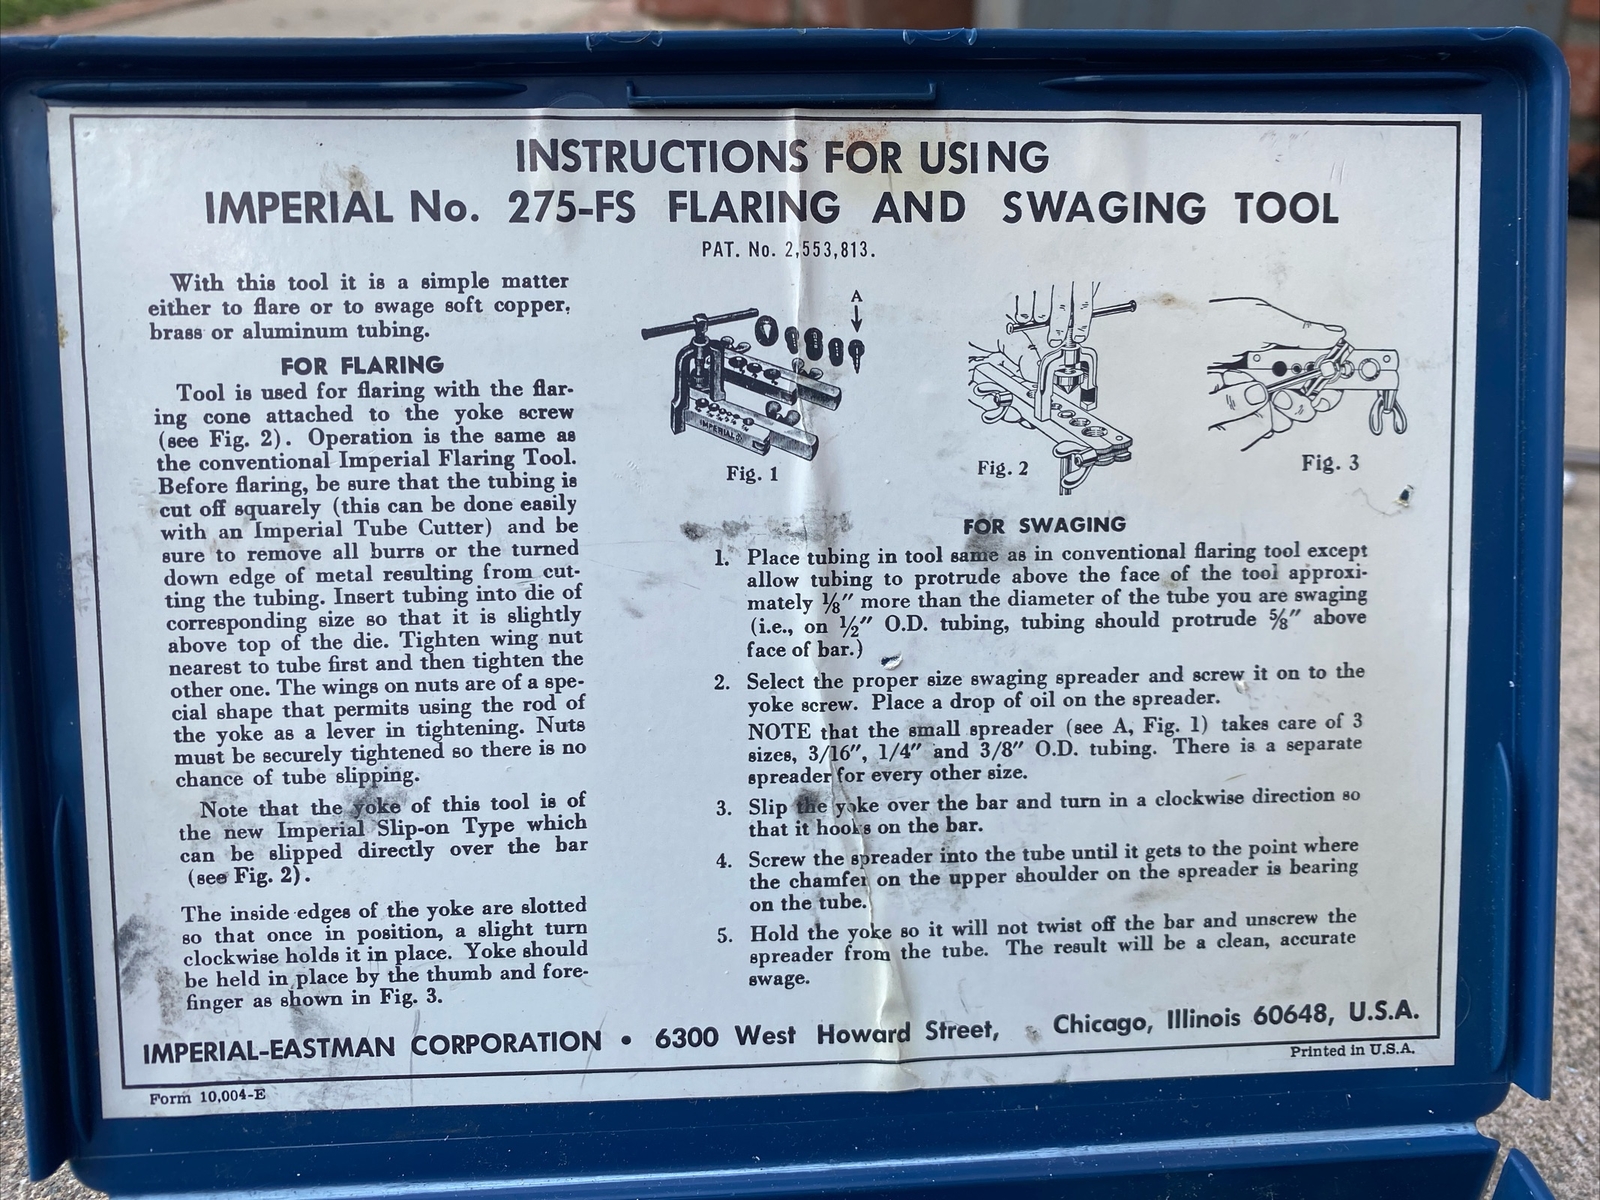 INSTRUCTIONS FOR USING
IMPERIAL No. 275-FS FLARING AND SWAGING TOOL
PAT. No. 2,553,813.
With this tool it is a simple matter
either to flare or to swage soft copper,
brass or aluminum tubing.
FOR FLARING
Tool is used for flaring with the flar-
ing cone attached to the yoke screw
(see Fig. 2). Operation is the same as
the conventional Imperial Flaring Tool.
Before flaring, be sure that the tubing is
cut off squarely (this can be done easily
with an Imperial Tube Cutter) and be
sure to remove all burrs or the turned
down edge of metal resulting from cut-
ting the tubing. Insert tubing into die of
corresponding size so that it is slightly
above top of the die. Tighten wing nut
nearest to tube first and then tighten the
other one. The wings on nuts are of a spe-
cial shape that permits using the rod of
the yoke as a lever in tightening. Nuts
must be securely tightened so there is no
chance of tube slipping.
Note that the yoke of this tool is of
the new Imperial Slip-on Type which
can be slipped directly over the bar
(see Fig. 2).
The inside edges of the yoke are slotted
so that once in position, a slight turn
clockwise holds it in place. Yoke should
be held in place by the thumb and fore-
finger as shown in Fig. 3.
A
IMPERIAL
Fig. 1
Fig. 2
Fig. 3
FOR SWAGING
1. Place tubing in tool same as in conventional flaring tool except
allow tubing to protrude above the face of the tool approxi-
mately ⅛″ more than the diameter of the tube you are swaging
(i.e., on ½″ O.D. tubing, tubing should protrude ⅝″ above
face of bar.)
2. Select the proper size swaging spreader and screw it on to the
yoke screw. Place a drop of oil on the spreader.
NOTE that the small spreader (see A, Fig. 1) takes care of 3
sizes, 3/16″, 1/4″ and 3/8″ O.D. tubing. There is a separate
spreader for every other size.
3. Slip the yoke over the bar and turn in a clockwise direction so
that it hooks on the bar.
4. Screw the spreader into the tube until it gets to the point where
the chamfer on the upper shoulder on the spreader is bearing
on the tube.
5. Hold the yoke so it will not twist off the bar and unscrew the
spreader from the tube. The result will be a clean, accurate
swage.
IMPERIAL-EASTMAN CORPORATION • 6300 West Howard Street, Chicago, Illinois 60648, U.S.A.
Printed in U.S.A.
Form 10,004-E